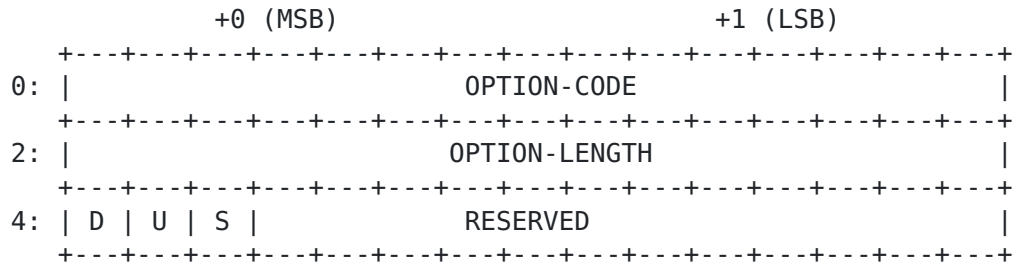 +0 (MSB) +1 (LSB)
+---+---+---+---+---+---+---+---+---+---+---+---+---+---+---+
0: | OPTION-CODE |
+---+---+---+---+---+---+---+---+---+---+---+---+---+---+---+
2: | OPTION-LENGTH |
+---+---+---+---+---+---+---+---+---+---+---+---+---+---+---+
4: | D | U | S | RESERVED |
+---+---+---+---+---+---+---+---+---+---+---+---+---+---+---+